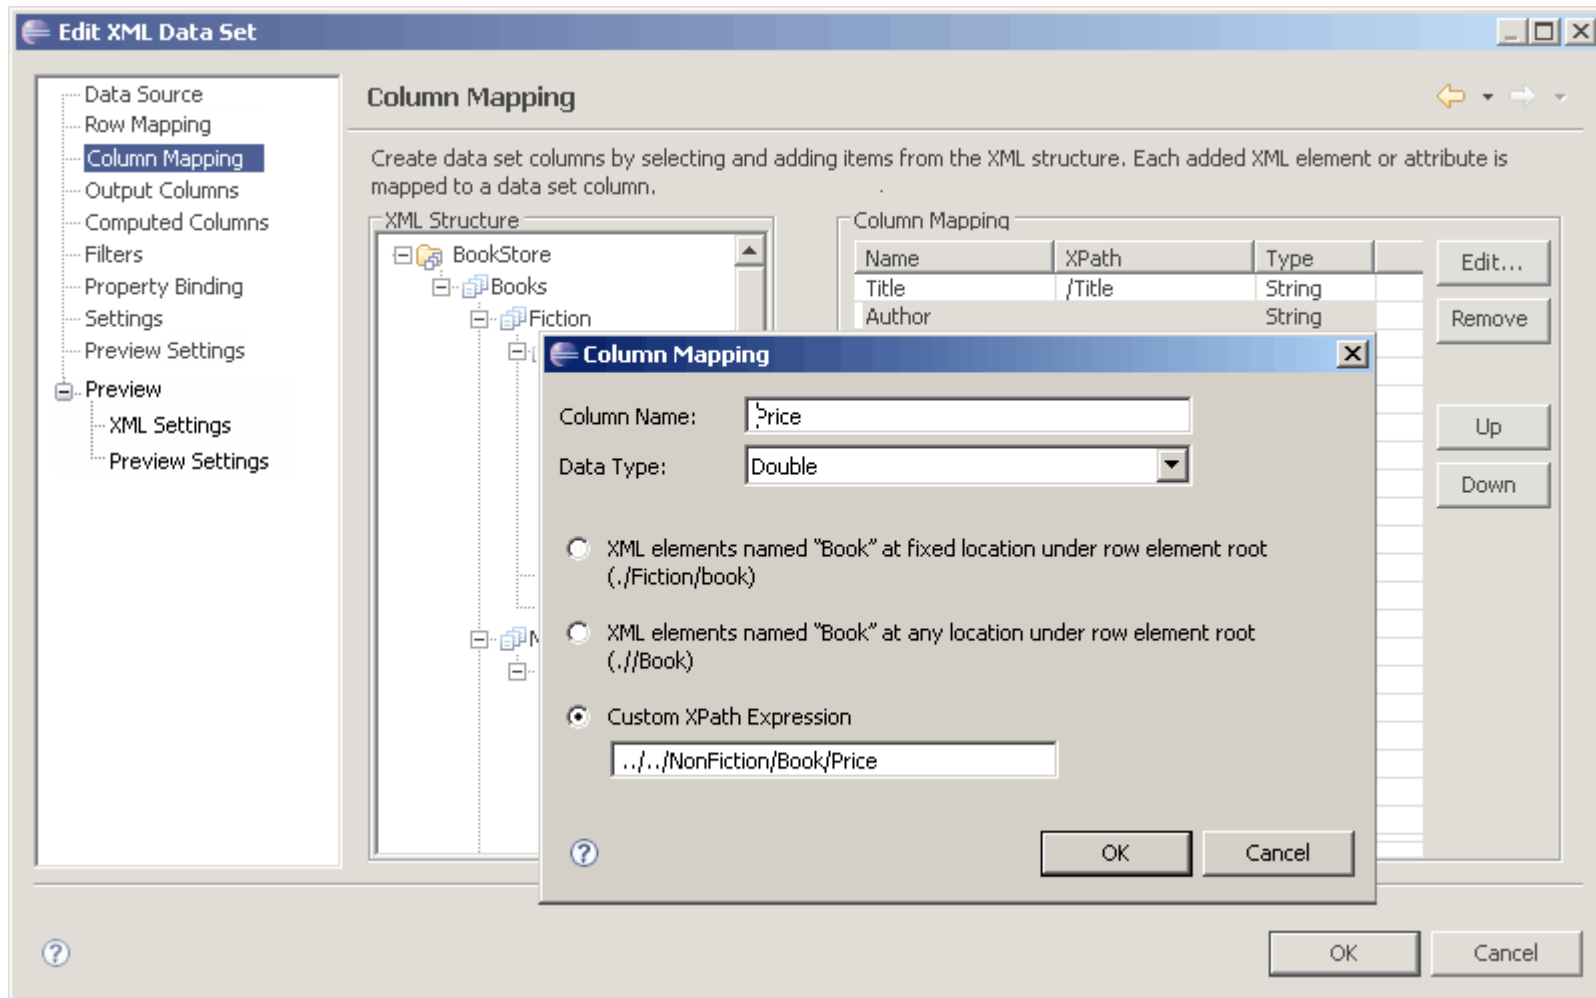 Edit XML Data Set
Data Source
Row Mapping
Column Mapping
Output Columns
Computed Columns
Filters
Property Binding
Settings
Preview Settings
Preview
XML Settings
Preview Settings
Column Mapping
Create data set columns by selecting and adding items from the XML structure. Each added XML element or attribute is
mapped to a data set column.
XML Structure
BookStore
Books
Fiction
N
Column Mapping
Name XPath Type
Title /Title String
Author String
Edit...
Remove
Up
Down
Column Mapping
Column Name: Price
Data Type: Double
XML elements named "Book" at fixed location under row element root
(./Fiction/book)
XML elements named "Book" at any location under row element root
(.//Book)
Custom XPath Expression
../../NonFiction/Book/Price
OK Cancel
OK Cancel